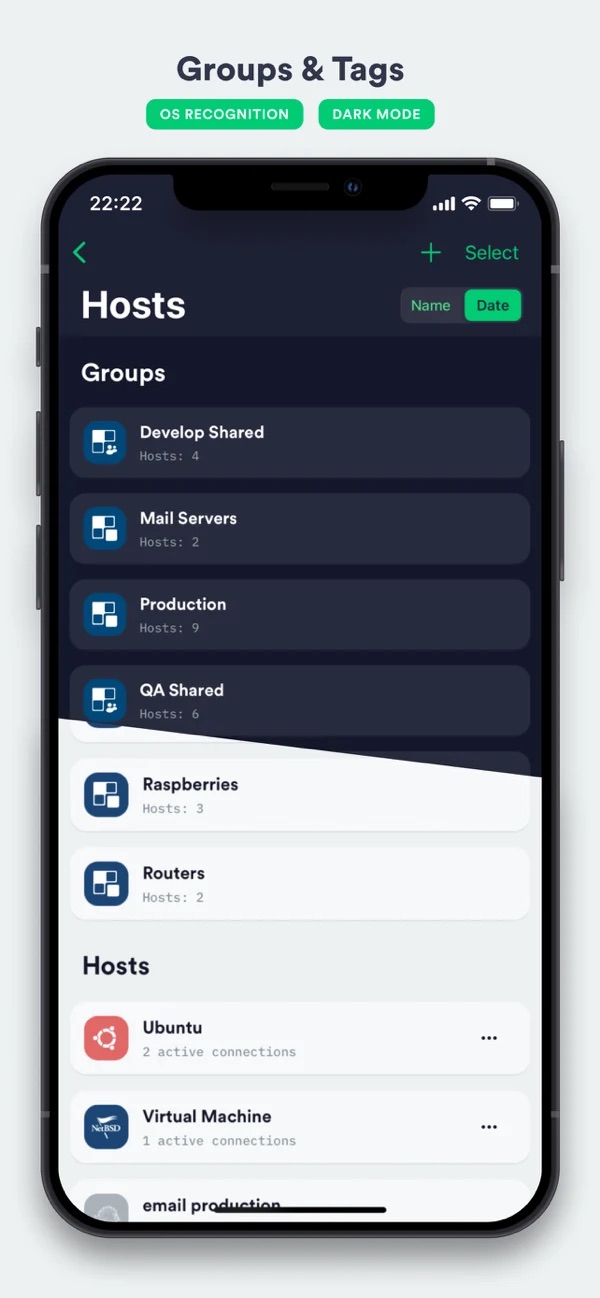 Groups & Tags
OS RECOGNITION DARK MODE
22:22
Select
Hosts
Name Date
Groups
Develop Shared
Hosts: 4
Mail Servers
Hosts: 2
Production
Hosts: 9
QA Shared
Hosts: 6
Raspberries
Hosts: 3
Routers
Hosts: 2
Hosts
Ubuntu
2 active connections
NetBSD
Virtual Machine
1 active connections
email production